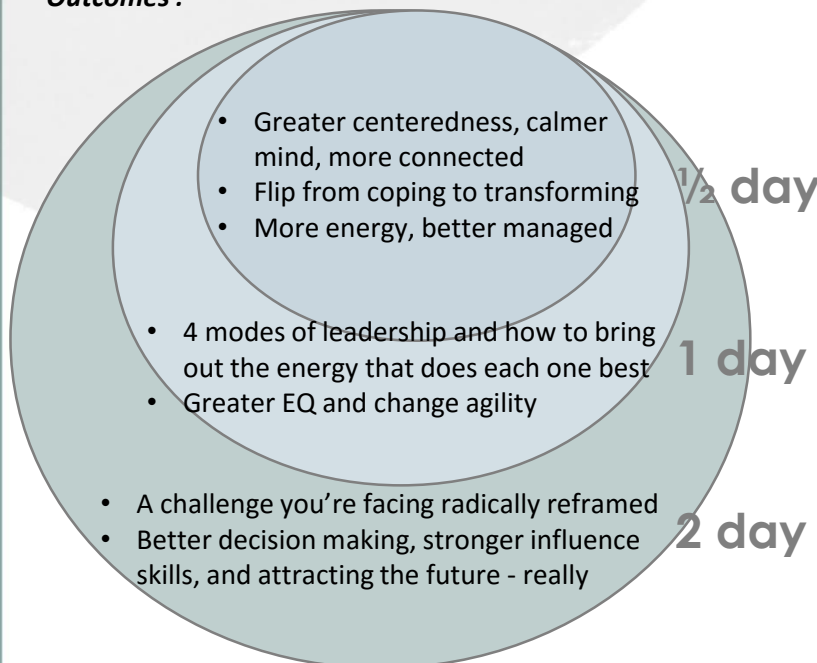 Outcomes :
• Greater centeredness, calmer
mind, more connected
• Flip from coping to transforming
• More energy, better managed
½ day
• 4 modes of leadership and how to bring
out the energy that does each one best
• Greater EQ and change agility
1 day
• A challenge you’re facing radically reframed
• Better decision making, stronger influence
skills, and attracting the future - really
2 day